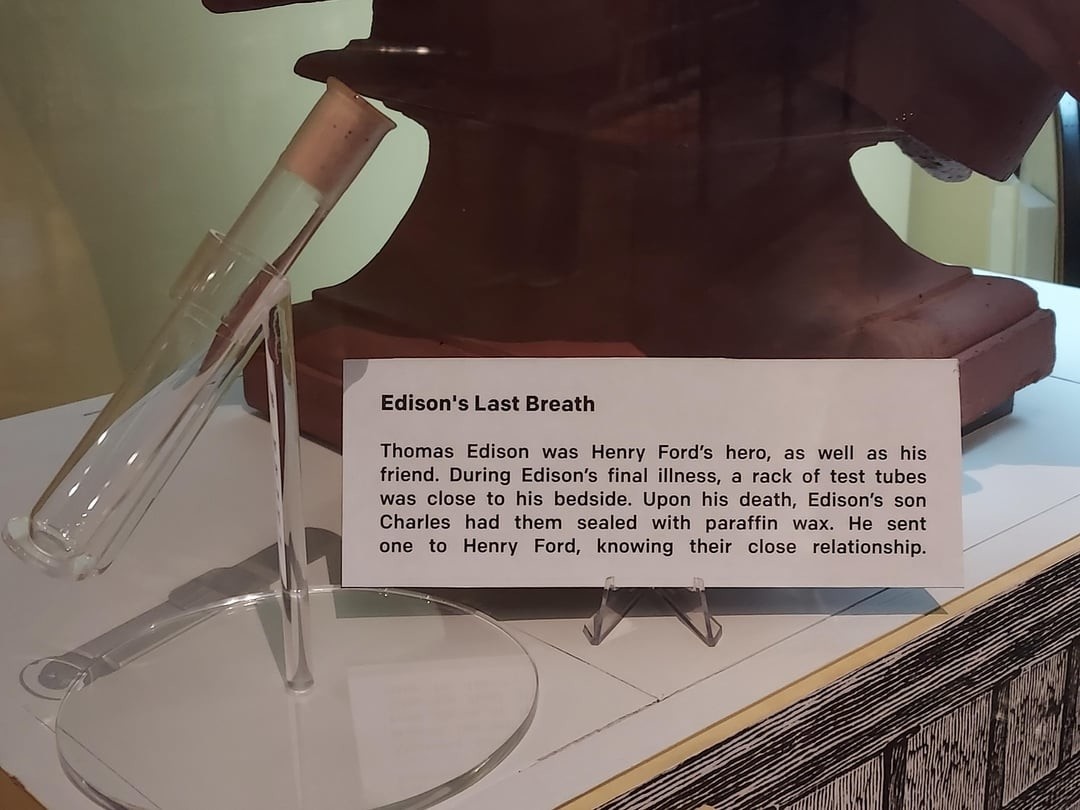 Edison's Last Breath
Thomas Edison was Henry Ford's hero, as well as his
friend. During Edison's final illness, a rack of test tubes
was close to his bedside. Upon his death, Edison's son
Charles had them sealed with paraffin wax. He sent
one to Henry Ford, knowing their close relationship.